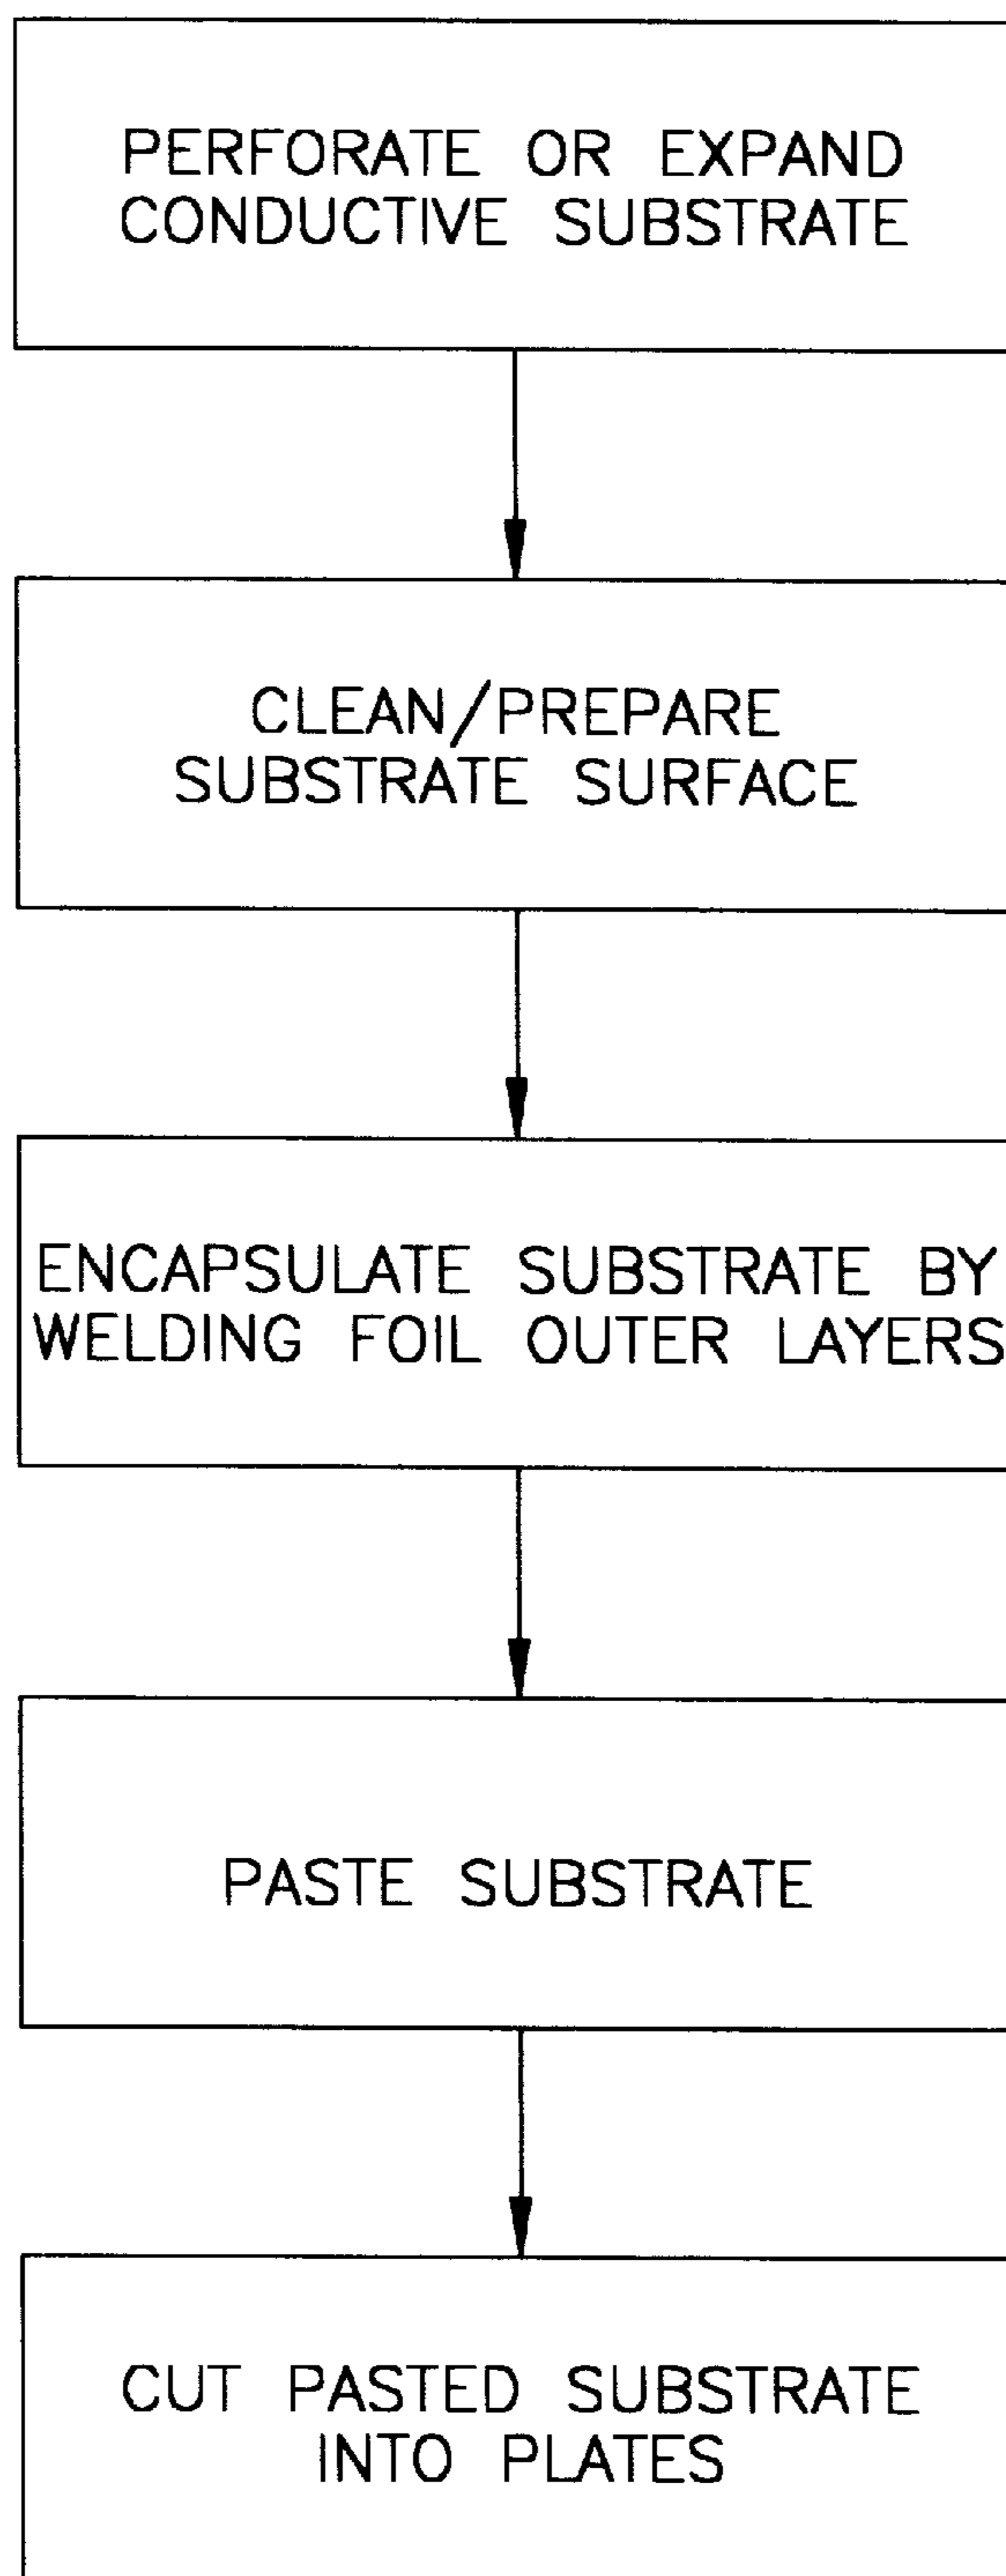 PERFORATE OR EXPAND
CONDUCTIVE SUBSTRATE
CLEAN/PREPARE
SUBSTRATE SURFACE
ENCAPSULATE SUBSTRATE BY
WELDING FOIL OUTER LAYERS
PASTE SUBSTRATE
CUT PASTED SUBSTRATE
INTO PLATES